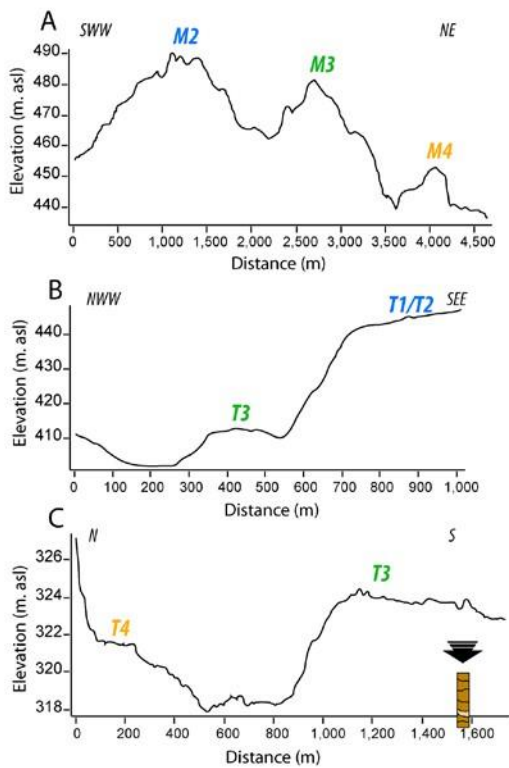 A
SWW
M2
NE
M3
M4
Elevation (m. asl)
490
480
470
460
450
440
0 500 1,000 1,500 2,000 2,500 3,000 3,500 4,000 4,500
Distance (m)
B
NWW
T1/T2
SEE
T3
Elevation (m. asl)
440
430
420
410
0 100 200 300 400 500 600 700 800 900 1,000
Distance (m)
C
N
S
T3
T4
Elevation (m. asl)
326
324
322
320
318
0 200 400 600 800 1,000 1,200 1,400 1,600
Distance (m)